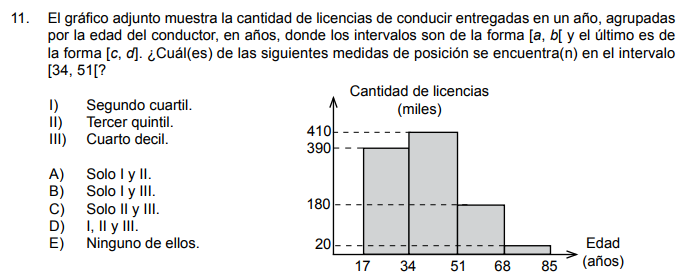 11. El gráfico adjunto muestra la cantidad de licencias de conducir entregadas en un año, agrupadas
por la edad del conductor, en años, donde los intervalos son de la forma [a, b[ y el último es de
la forma [c, d]. ¿Cuál(es) de las siguientes medidas de posición se encuentra(n) en el intervalo
[34, 51[?
I) Segundo cuartil.
II) Tercer quintil.
III) Cuarto decil.
A) Solo I y II.
B) Solo I y III.
C) Solo II y III.
D) I, II y III.
E) Ninguno de ellos.
Cantidad de licencias
(miles)
410
390
180
20
17 34 51 68 85
Edad
(años)